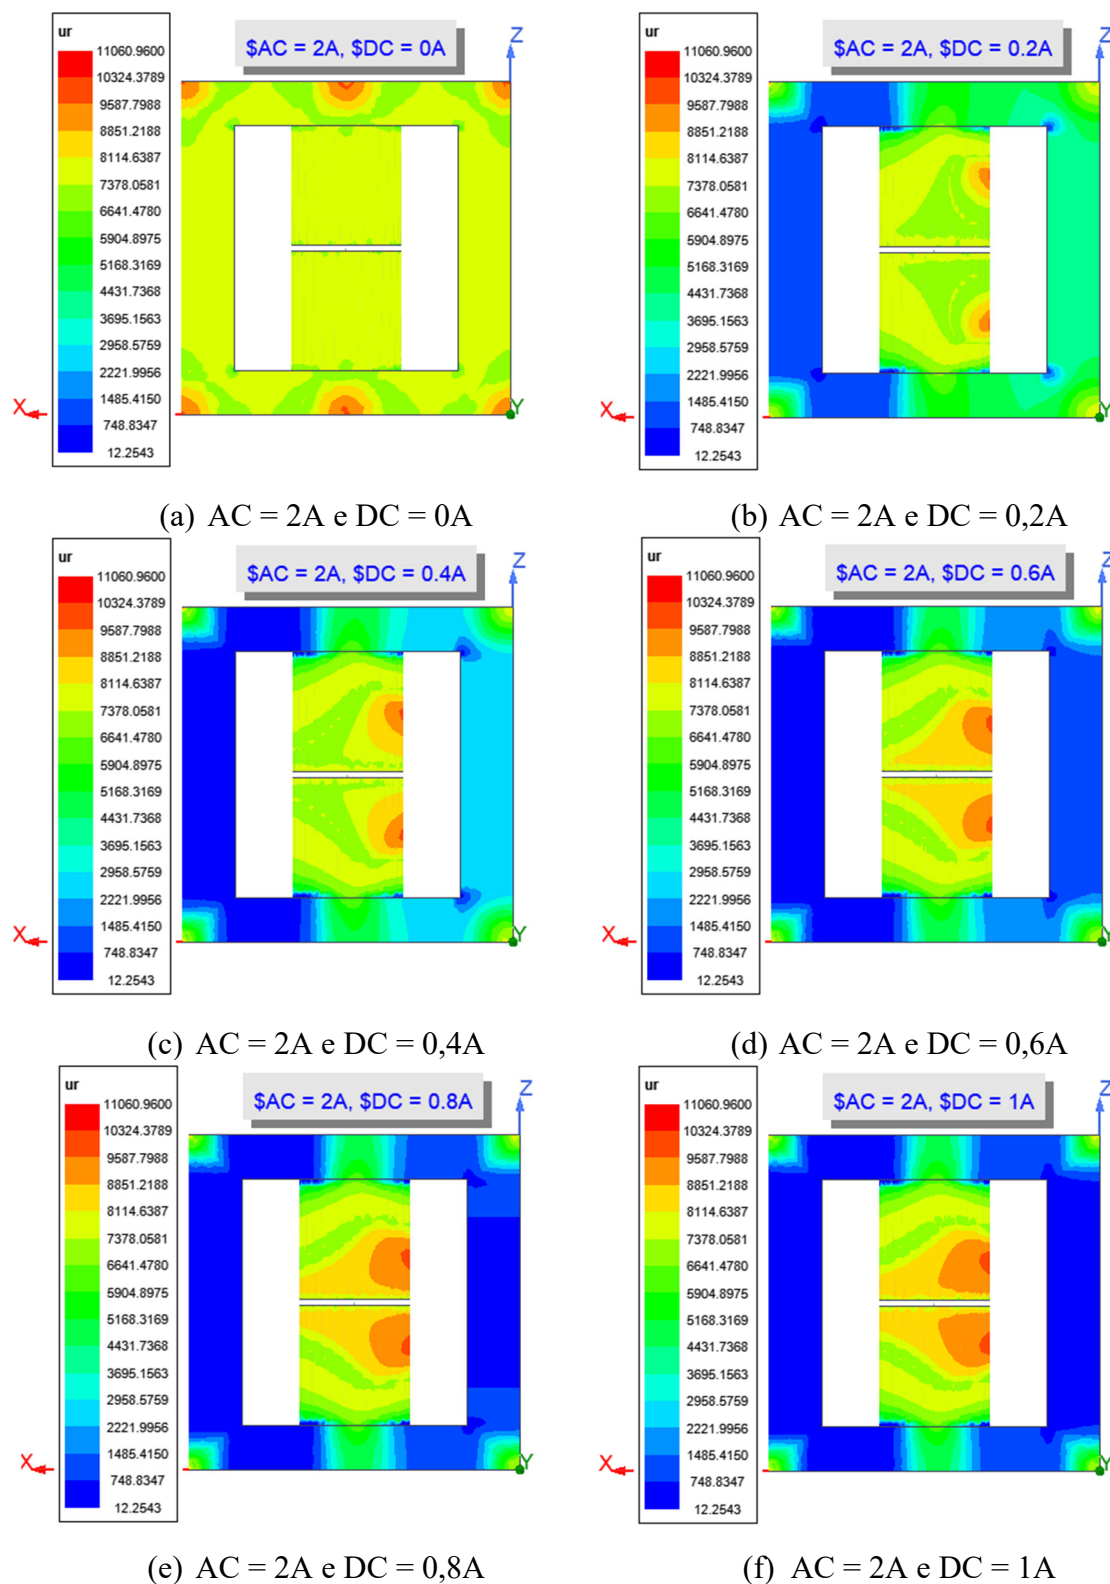 ur
$AC = 2A, $DC = 0A
Z
11060.9600
10324.3789
9587.7988
8851.2188
8114.6387
7378.0581
6641.4780
5904.8975
5168.3169
4431.7368
3695.1563
2958.5759
2221.9956
1485.4150
748.8347
12.2543
X
Y
ur
$AC = 2A, $DC = 0.2A
Z
11060.9600
10324.3789
9587.7988
8851.2188
8114.6387
7378.0581
6641.4780
5904.8975
5168.3169
4431.7368
3695.1563
2958.5759
2221.9956
1485.4150
748.8347
12.2543
X
Y
(a) AC = 2A e DC = 0A
(b) AC = 2A e DC = 0,2A
ur
$AC = 2A, $DC = 0.4A
Z
11060.9600
10324.3789
9587.7988
8851.2188
8114.6387
7378.0581
6641.4780
5904.8975
5168.3169
4431.7368
3695.1563
2958.5759
2221.9956
1485.4150
748.8347
12.2543
X
Y
ur
$AC = 2A, $DC = 0.6A
Z
11060.9600
10324.3789
9587.7988
8851.2188
8114.6387
7378.0581
6641.4780
5904.8975
5168.3169
4431.7368
3695.1563
2958.5759
2221.9956
1485.4150
748.8347
12.2543
X
Y
(c) AC = 2A e DC = 0,4A
(d) AC = 2A e DC = 0,6A
ur
$AC = 2A, $DC = 0.8A
Z
11060.9600
10324.3789
9587.7988
8851.2188
8114.6387
7378.0581
6641.4780
5904.8975
5168.3169
4431.7368
3695.1563
2958.5759
2221.9956
1485.4150
748.8347
12.2543
X
Y
ur
$AC = 2A, $DC = 1A
Z
11060.9600
10324.3789
9587.7988
8851.2188
8114.6387
7378.0581
6641.4780
5904.8975
5168.3169
4431.7368
3695.1563
2958.5759
2221.9956
1485.4150
748.8347
12.2543
X
Y
(e) AC = 2A e DC = 0,8A
(f) AC = 2A e DC = 1A